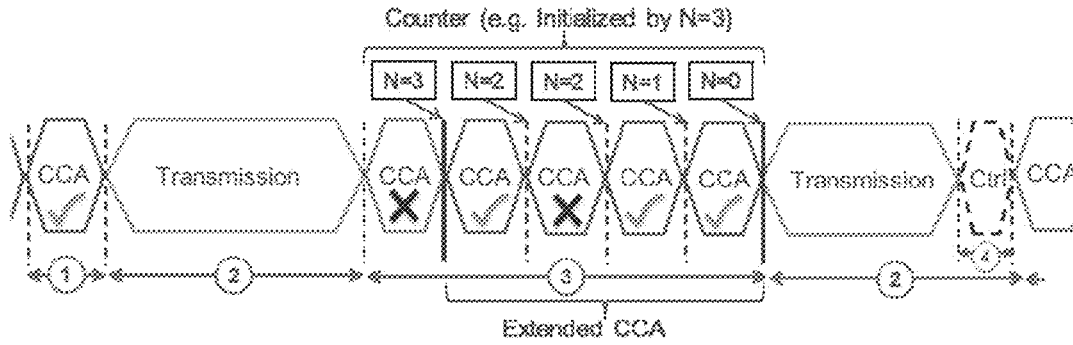 Counter (e.g. Initialized by N=3)
N=3 N=2 N=2 N=1 N=0
CCA Transmission CCA CCA CCA CCA CCA Transmission Ctrl CCA
1 2 3 2 4
Extended CCA